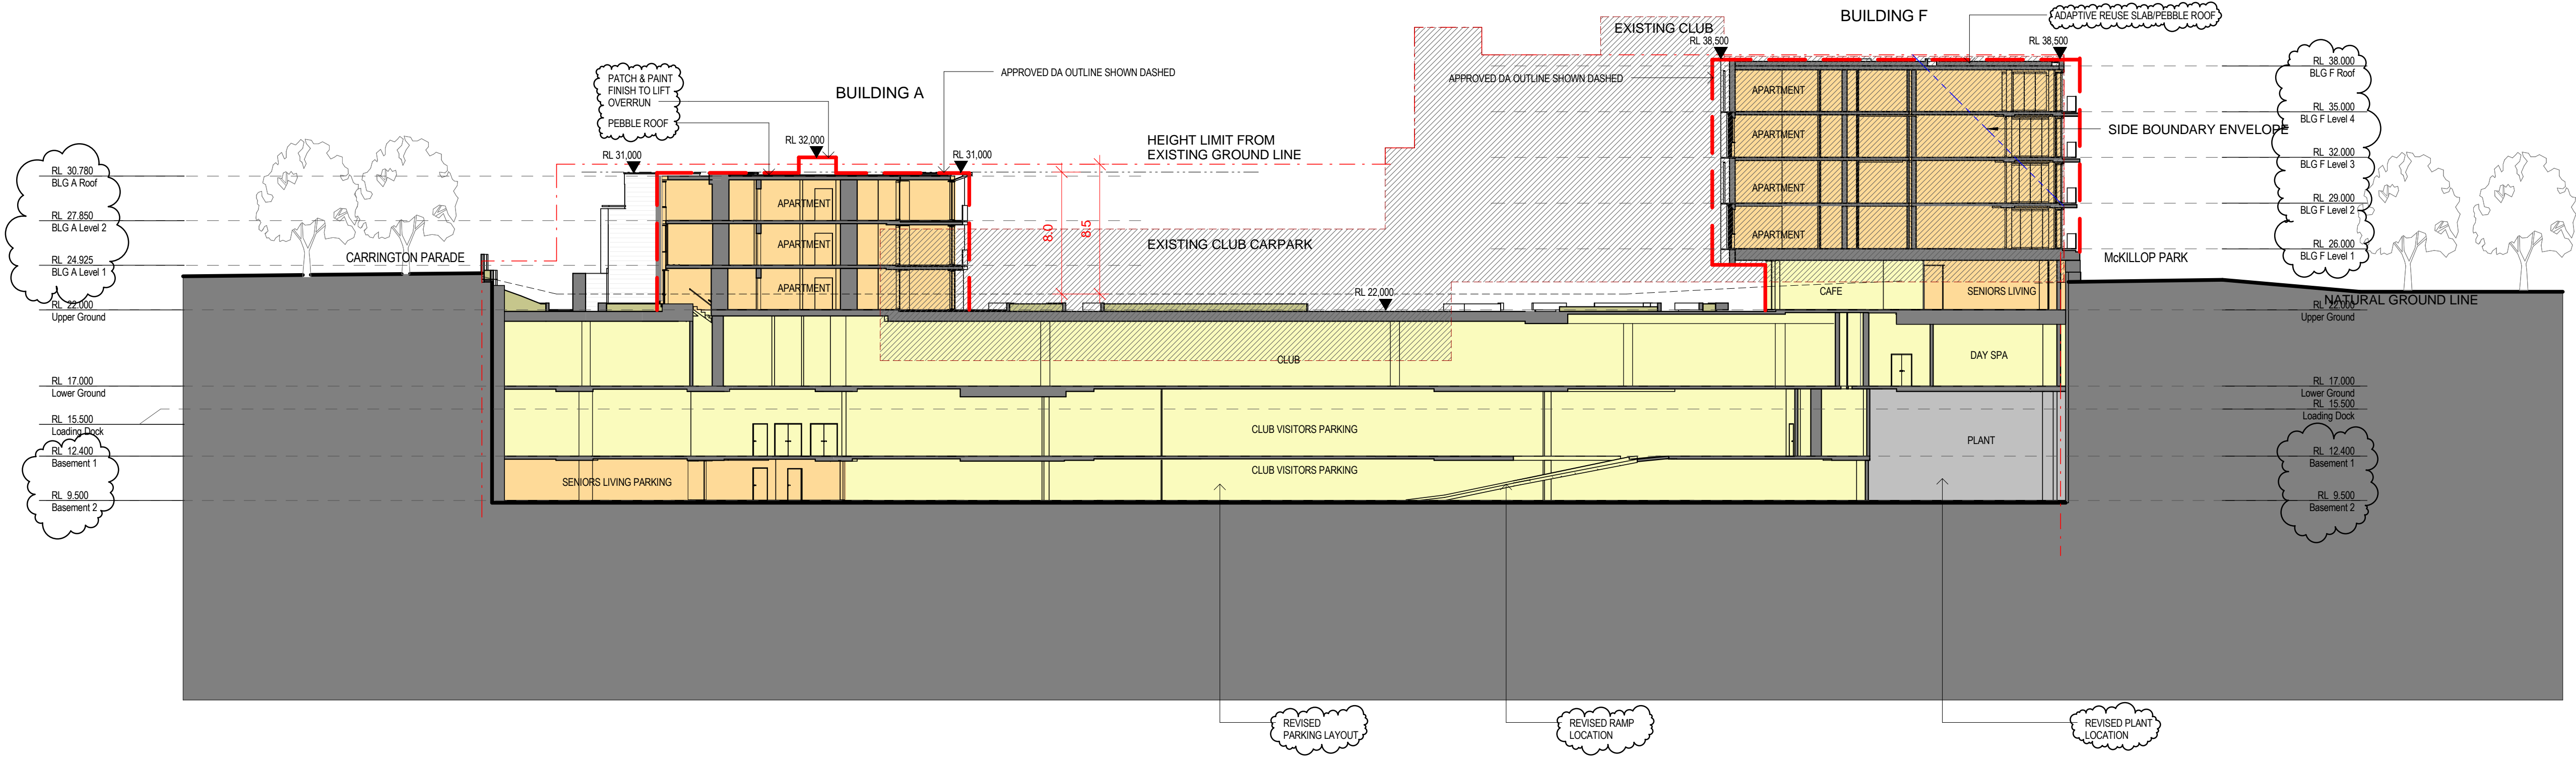 BUILDING F
ADAPTIVE REUSE SLAB/PEBBLE ROOF
EXISTING CLUB
RL 38,500
RL 38,500
APPROVED DA OUTLINE SHOWN DASHED
APPROVED DA OUTLINE SHOWN DASHED
PATCH & PAINT
FINISH TO LIFT
OVERRUN
PEBBLE ROOF
BUILDING A
RL 32,000
RL 31,000
RL 31,000
HEIGHT LIMIT FROM
EXISTING GROUND LINE
8.0
8.5
EXISTING CLUB CARPARK
CARRINGTON PARADE
RL 30.780
BLG A Roof
RL 27.850
BLG A Level 2
RL 24.925
BLG A Level 1
RL 22.000
Upper Ground
RL 17.000
Lower Ground
RL 15.500
Loading Dock
RL 12.400
Basement 1
RL 9.500
Basement 2
APARTMENT
APARTMENT
APARTMENT
APARTMENT
APARTMENT
APARTMENT
APARTMENT
SIDE BOUNDARY ENVELOPE
RL 38.000
BLG F Roof
RL 35.000
BLG F Level 4
RL 32.000
BLG F Level 3
RL 29.000
BLG F Level 2
RL 26.000
BLG F Level 1
McKILLOP PARK
NATURAL GROUND LINE
RL 22.000
Upper Ground
RL 17.000
Lower Ground
RL 15.500
Loading Dock
RL 12.400
Basement 1
RL 9.500
Basement 2
RL 22,000
CAFE
SENIORS LIVING
CLUB
DAY SPA
CLUB VISITORS PARKING
PLANT
CLUB VISITORS PARKING
SENIORS LIVING PARKING
REVISED
PARKING LAYOUT
REVISED RAMP
LOCATION
REVISED PLANT
LOCATION